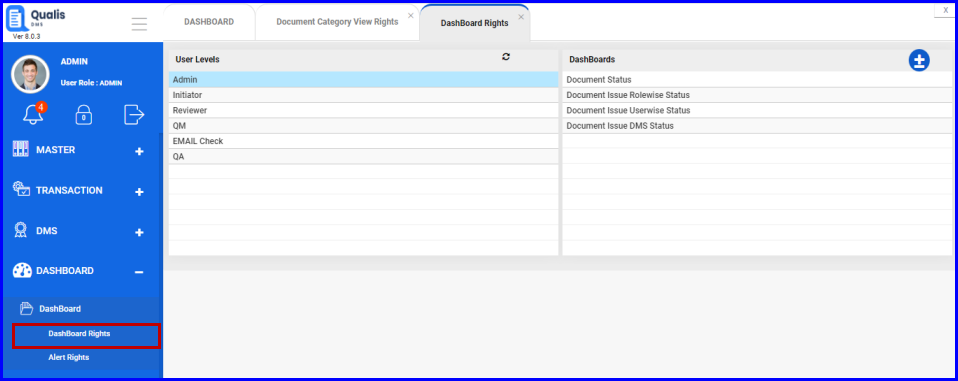 Qualis
DMS
Ver 8.0.3
DASHBOARD
Document Category View Rights
DashBoard Rights
X
ADMIN
User Role : ADMIN
4
0
MASTER
TRANSACTION
DMS
DASHBOARD
DashBoard
DashBoard Rights
Alert Rights
User Levels
Admin
Initiator
Reviewer
QM
EMAIL Check
QA
DashBoards
Document Status
Document Issue Rolewise Status
Document Issue Userwise Status
Document Issue DMS Status